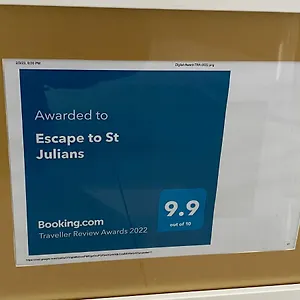 Awarded to
Escape to St
Julians
9.9
out of 10
Booking.com
Traveller Review Awards 2022